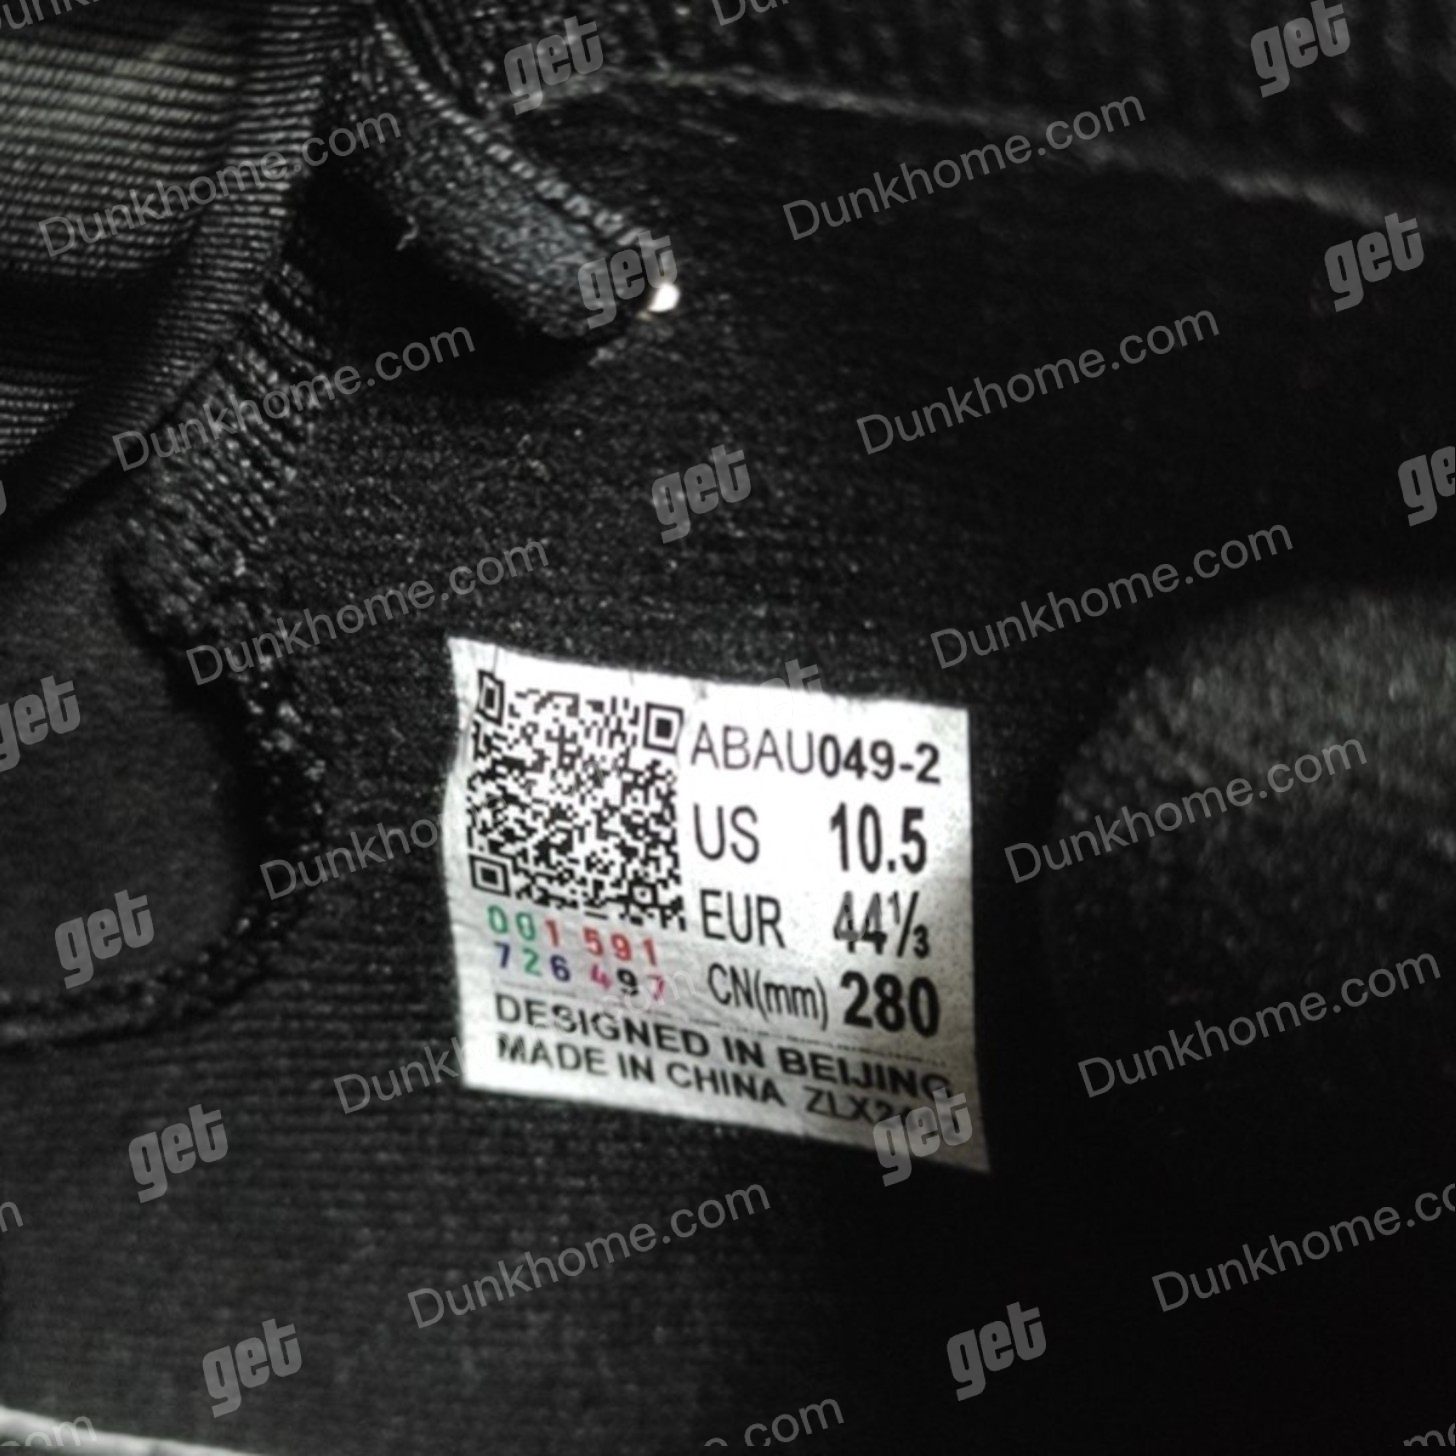 ABAU049-2
US 10.5
EUR 44⅓
CN(mm) 280
001 591
726 497
DESIGNED IN BEIJING
MADE IN CHINA
get
Dunkhome.com